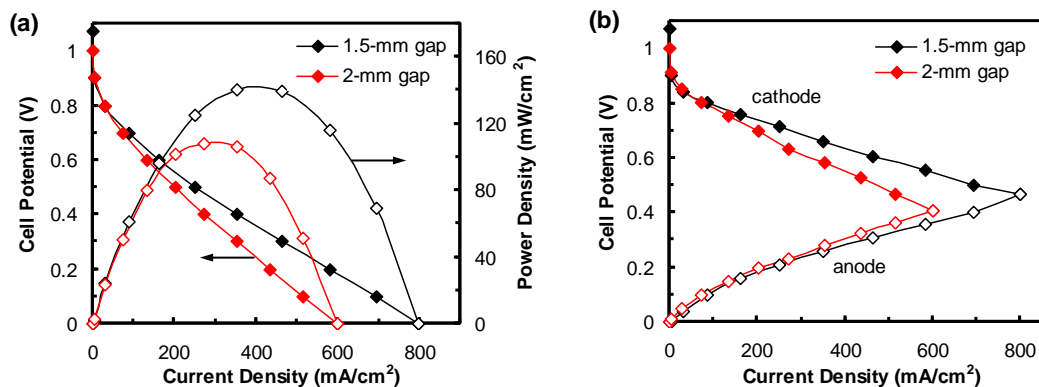 (a)
1.5-mm gap
2-mm gap
Cell Potential (V)
1
0.8
0.6
0.4
0.2
0
0 200 400 600 800
Current Density (mA/cm²)
160
120
80
40
0
Power Density (mW/cm²)
(b)
1.5-mm gap
2-mm gap
cathode
anode
Cell Potential (V)
1
0.8
0.6
0.4
0.2
0
0 200 400 600 800
Current Density (mA/cm²)